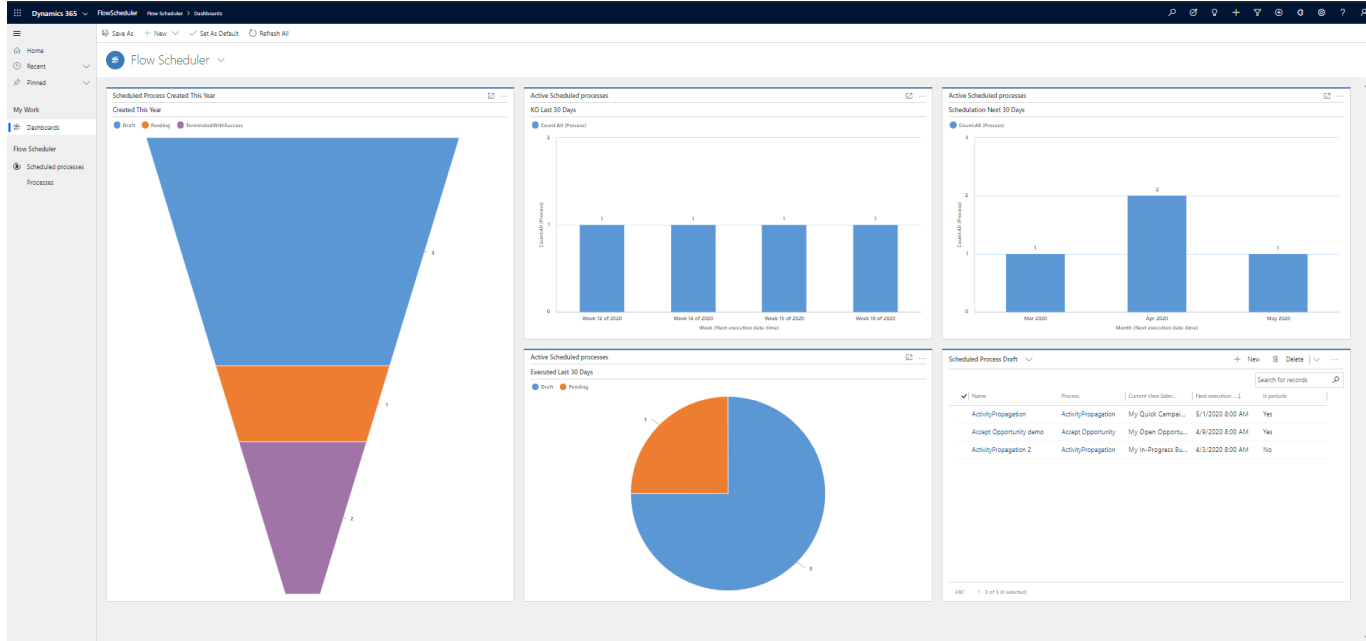 Dynamics 365 FlowScheduler Flow Scheduler > Dashboards
Save As New Set As Default Refresh All
Home
Recent
Pinned
My Work
Dashboards
Flow Scheduler
Scheduled processes
Processes
Flow Scheduler
Scheduled Process Created This Year
Created This Year
Draft Pending TerminatedWithSuccess
3
1
2
Active Scheduled processes
KO Last 30 Days
Count:All (Process)
2
1
0
Count:All (Process)
1 1 1 1
Week 12 of 2020 Week 14 of 2020 Week 15 of 2020 Week 18 of 2020
Week (Next execution date-time)
Active Scheduled processes
Schedulation Next 30 Days
Count:All (Process)
3
2
1
0
Count:All (Process)
1 2 1
Mar 2020 Apr 2020 May 2020
Month (Next execution date-time)
Active Scheduled processes
Executed Last 30 Days
Draft Pending
1
3
Scheduled Process Draft
New Delete
Search for records
Name Process Current View Selec... Next execution ... ↓ Is periodic
ActivityPropagation ActivityPropagation My Quick Campai... 5/1/2020 8:00 AM Yes
Accept Opportunity demo Accept Opportunity My Open Opportu... 4/9/2020 8:00 AM Yes
ActivityPropagation 2 ActivityPropagation My In-Progress Bu... 4/3/2020 8:00 AM No
ABC 1 - 3 of 3 (0 selected)